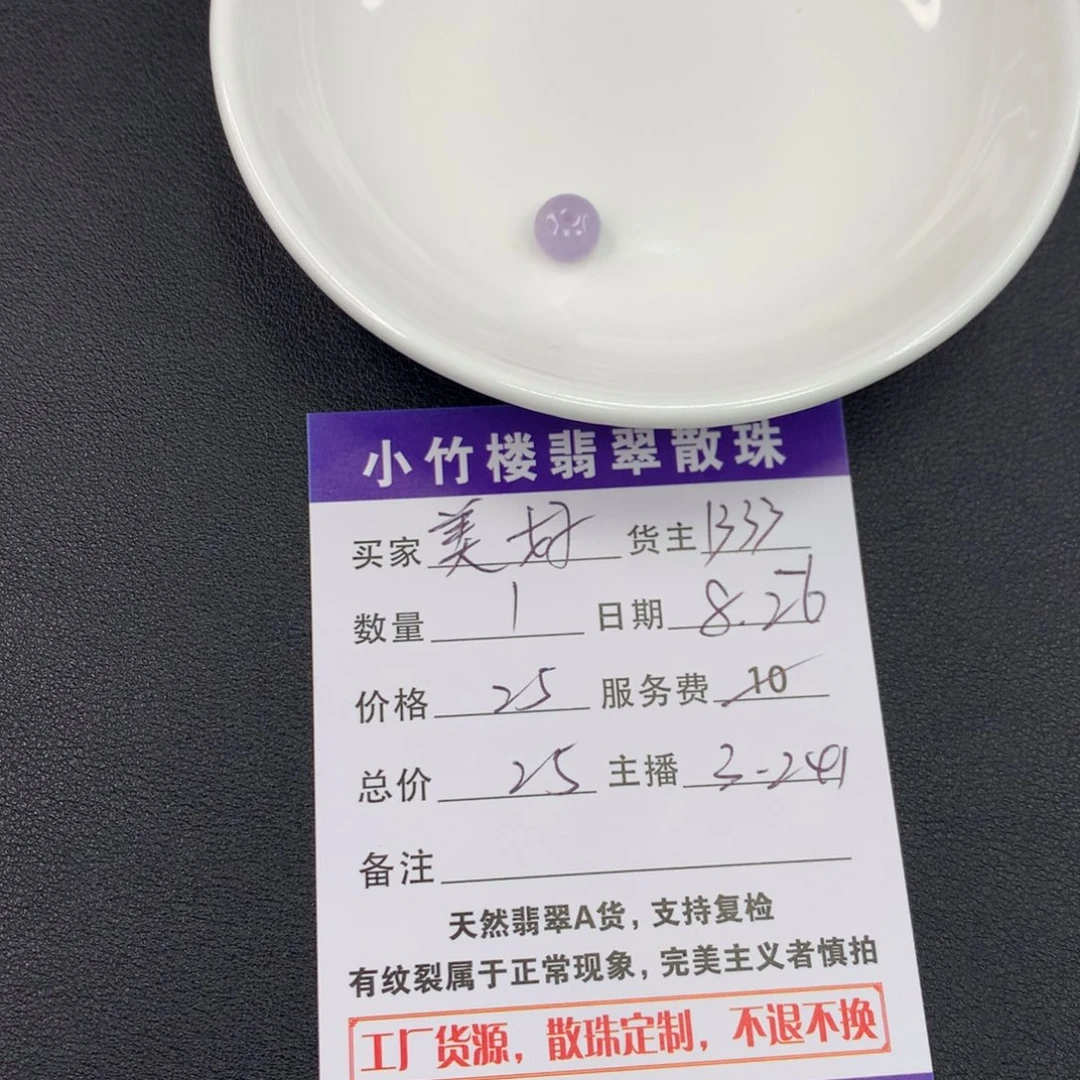 小竹楼翡翠散珠
买家 美好 货主 1333
数量 1 日期 8.26
价格 25 服务费 10
总价 25 主播 3-241
备注
天然翡翠A货，支持复检
有纹裂属于正常现象，完美主义者慎拍
工厂货源，散珠定制，不退不换